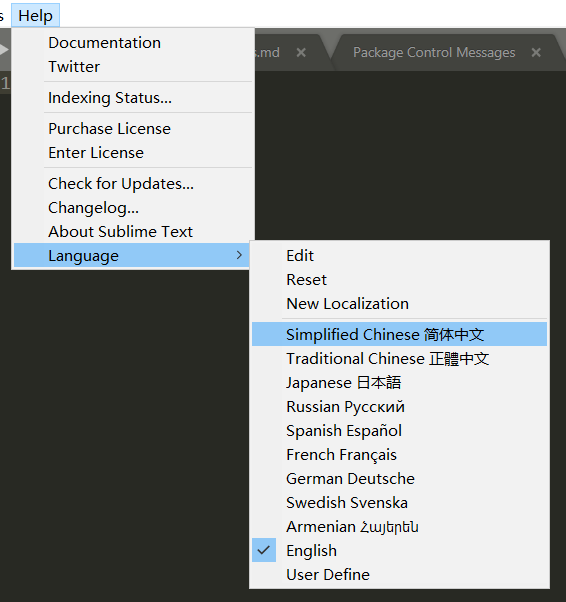 s Help
s.md × Package Control Messages ×
1
Documentation
Twitter
Indexing Status...
Purchase License
Enter License
Check for Updates...
Changelog...
About Sublime Text
Language
Edit
Reset
New Localization
Simplified Chinese 简体中文
Traditional Chinese 正體中文
Japanese 日本語
Russian Русский
Spanish Español
French Français
German Deutsche
Swedish Svenska
Armenian Հայերեն
English
User Define